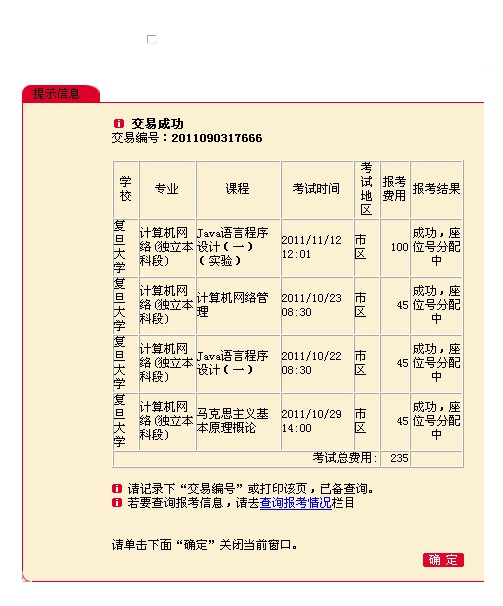 提示信息
交易成功
交易编号：2011090317666
学校 专业 课程 考试时间 考试地区 报考费用 报考结果
复旦大学 计算机网络(独立本科段) Java语言程序设计（一）（实验） 2011/11/12 12:01 市区 100 成功，座位号分配中
复旦大学 计算机网络(独立本科段) 计算机网络管理 2011/10/23 08:30 市区 45 成功，座位号分配中
复旦大学 计算机网络(独立本科段) Java语言程序设计（一） 2011/10/22 08:30 市区 45 成功，座位号分配中
复旦大学 计算机网络(独立本科段) 马克思主义基本原理概论 2011/10/29 14:00 市区 45 成功，座位号分配中
考试总费用: 235
请记录下“交易编号”或打印该页，已备查询。
若要查询报考信息，请去查询报考情况栏目
请单击下面“确定”关闭当前窗口。
确 定